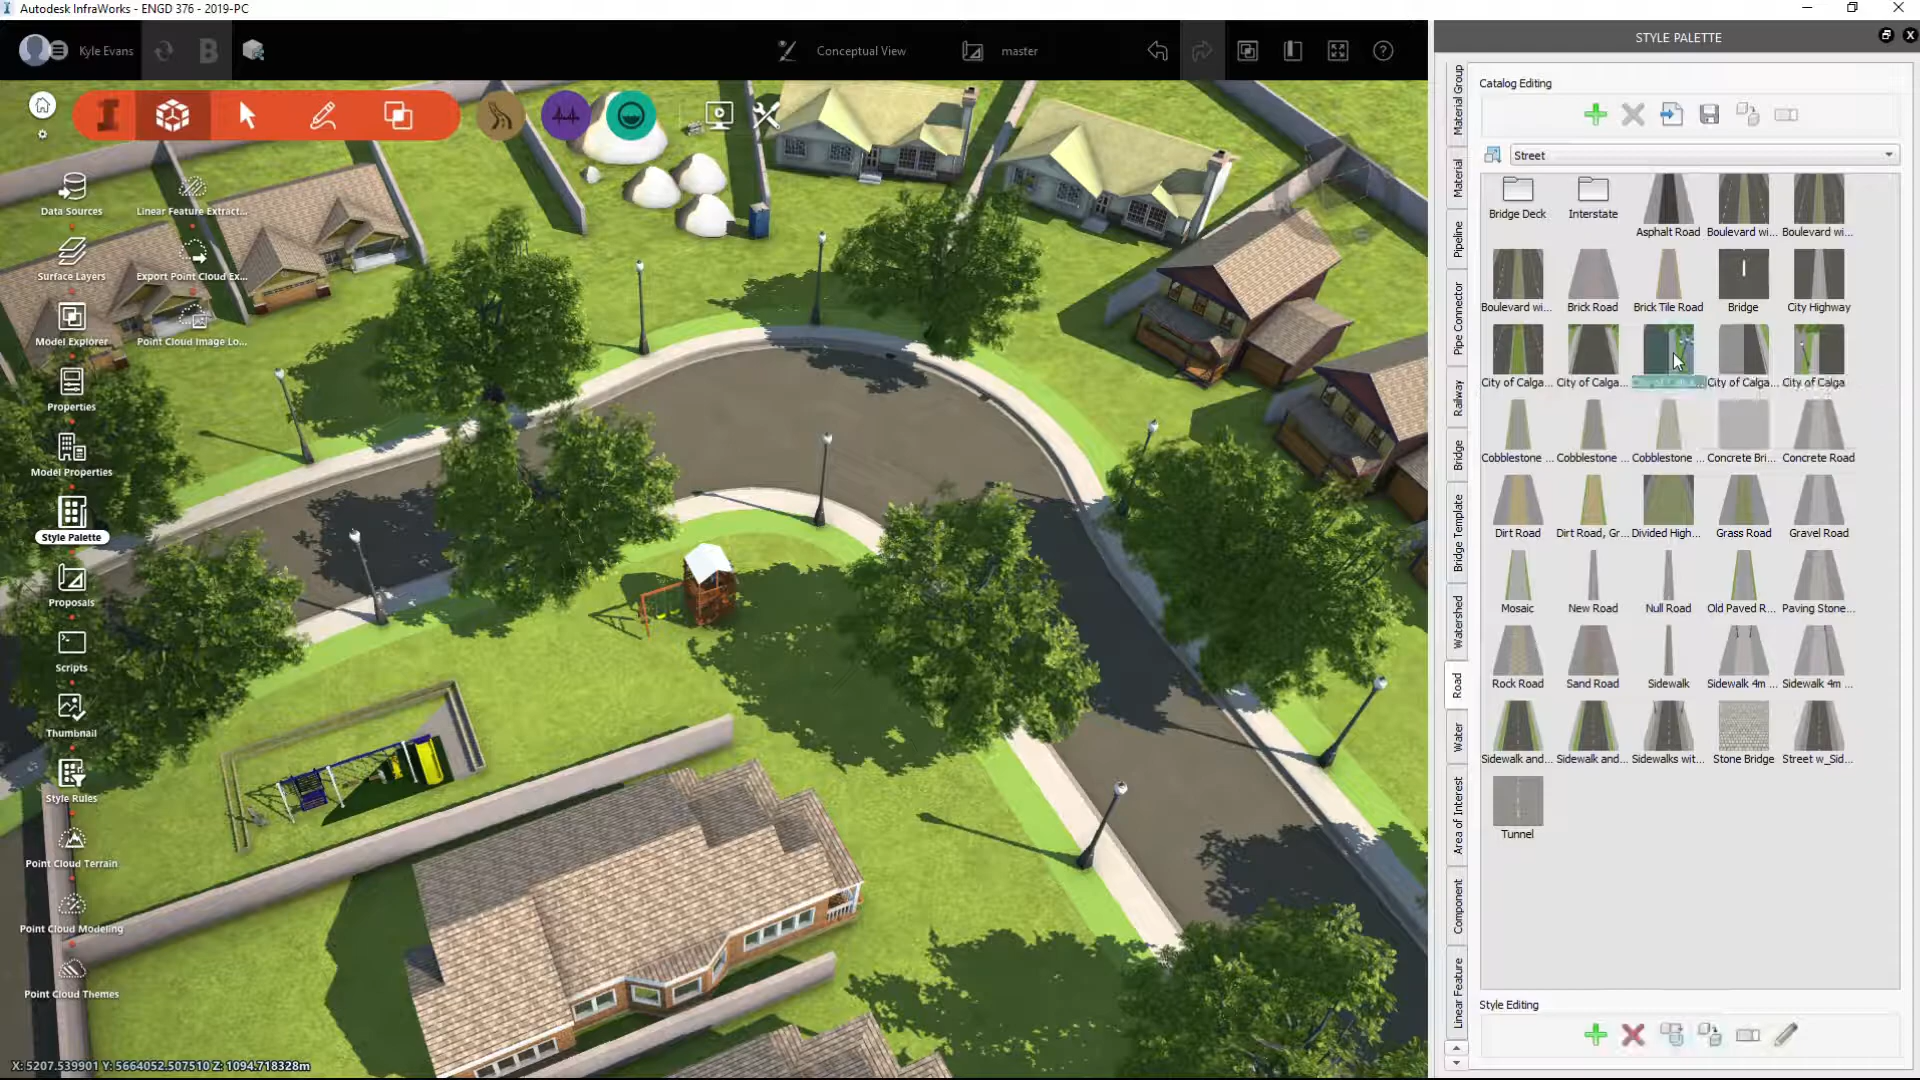 Autodesk InfraWorks - ENGD 376 - 2019-PC
Kyle Evans
B
Conceptual View
master
STYLE PALETTE
Catalog Editing
Street
Data Sources
Linear Feature Extract...
Surface Layers
Export Point Cloud Ex...
Model Explorer
Point Cloud Image Lo...
Properties
Model Properties
Style Palette
Proposals
Scripts
Thumbnail
Style Rules
Point Cloud Terrain
Point Cloud Modeling
Point Cloud Themes
X: 5207.539901 Y: 5664052.507510 Z: 1094.718328m
Material Group
Material
Pipeline
Pipe Connector
Railway
Bridge
Bridge Template
Watershed
Road
Water
Area of Interest
Component
Linear Feature
Bridge Deck
Interstate
Asphalt Road
Boulevard wi...
Boulevard wi...
Boulevard wi...
Brick Road
Brick Tile Road
Bridge
City Highway
City of Calga...
City of Calga...
City of Calga...
City of Calga
Cobblestone ...
Cobblestone ...
Cobblestone ...
Concrete Bri...
Concrete Road
Dirt Road
Dirt Road, Gr...
Divided High...
Grass Road
Gravel Road
Mosaic
New Road
Null Road
Old Paved R...
Paving Stone...
Rock Road
Sand Road
Sidewalk
Sidewalk 4m ...
Sidewalk 4m ...
Sidewalk and...
Sidewalk and...
Sidewalks wit...
Stone Bridge
Street w_Sid...
Tunnel
Style Editing